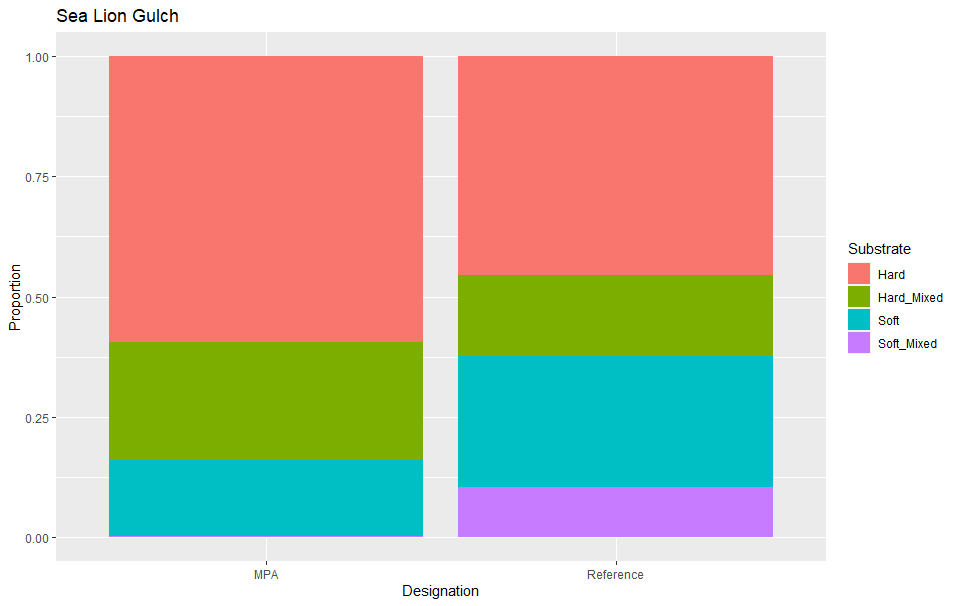 Sea Lion Gulch
1.00
0.75
0.50
0.25
0.00
Proportion
MPA
Reference
Designation
Substrate
Hard
Hard_Mixed
Soft
Soft_Mixed